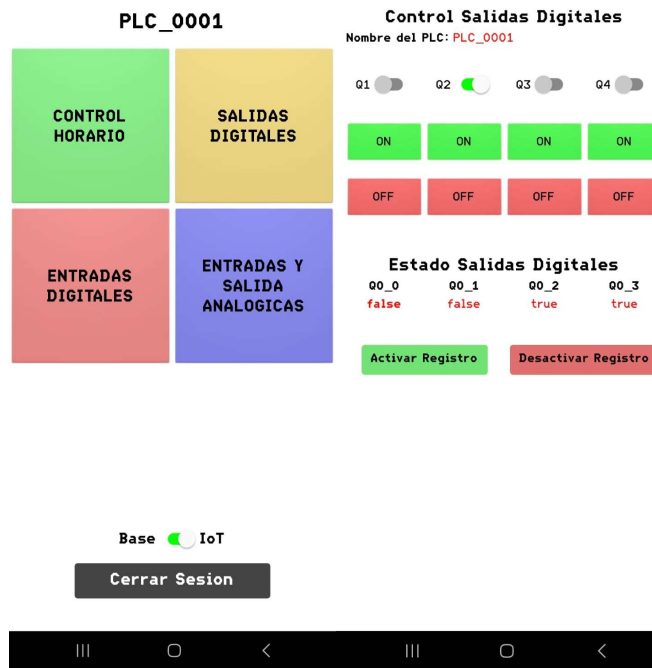 PLC_0001
CONTROL
HORARIO
SALIDAS
DIGITALES
ENTRADAS
DIGITALES
ENTRADAS Y
SALIDA
ANALOGICAS
Base IoT
Cerrar Sesion
Control Salidas Digitales
Nombre del PLC: PLC_0001
Q1 Q2 Q3 Q4
ON ON ON ON
OFF OFF OFF OFF
Estado Salidas Digitales
Q0_0 Q0_1 Q0_2 Q0_3
false false true true
Activar Registro Desactivar Registro